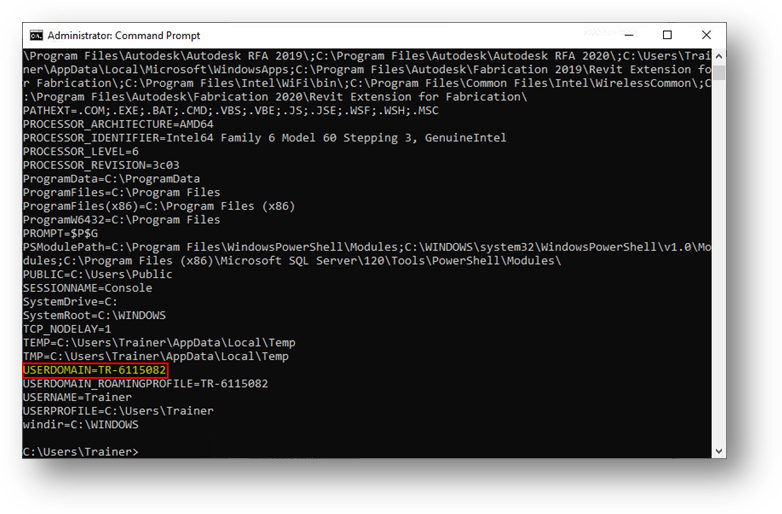 Administrator: Command Prompt
\Program Files\Autodesk\Autodesk RFA 2019\;C:\Program Files\Autodesk\Autodesk RFA 2020\;C:\Users\Trai
ner\AppData\Local\Microsoft\WindowsApps;C:\Program Files\Autodesk\Fabrication 2019\Revit Extension fo
r Fabrication\;C:\Program Files\Intel\WiFi\bin\;C:\Program Files\Common Files\Intel\WirelessCommon\;C
:\Program Files\Autodesk\Fabrication 2020\Revit Extension for Fabrication\
PATHEXT=.COM;.EXE;.BAT;.CMD;.VBS;.VBE;.JS;.JSE;.WSF;.WSH;.MSC
PROCESSOR_ARCHITECTURE=AMD64
PROCESSOR_IDENTIFIER=Intel64 Family 6 Model 60 Stepping 3, GenuineIntel
PROCESSOR_LEVEL=6
PROCESSOR_REVISION=3c03
ProgramData=C:\ProgramData
ProgramFiles=C:\Program Files
ProgramFiles(x86)=C:\Program Files (x86)
ProgramW6432=C:\Program Files
PROMPT=$P$G
PSModulePath=C:\Program Files\WindowsPowerShell\Modules;C:\WINDOWS\system32\WindowsPowerShell\v1.0\Mo
dules;C:\Program Files (x86)\Microsoft SQL Server\120\Tools\PowerShell\Modules\
PUBLIC=C:\Users\Public
SESSIONNAME=Console
SystemDrive=C:
SystemRoot=C:\WINDOWS
TCP_NODELAY=1
TEMP=C:\Users\Trainer\AppData\Local\Temp
TMP=C:\Users\Trainer\AppData\Local\Temp
USERDOMAIN=TR-6115082
USERDOMAIN_ROAMINGPROFILE=TR-6115082
USERNAME=Trainer
USERPROFILE=C:\Users\Trainer
windir=C:\WINDOWS
C:\Users\Trainer>